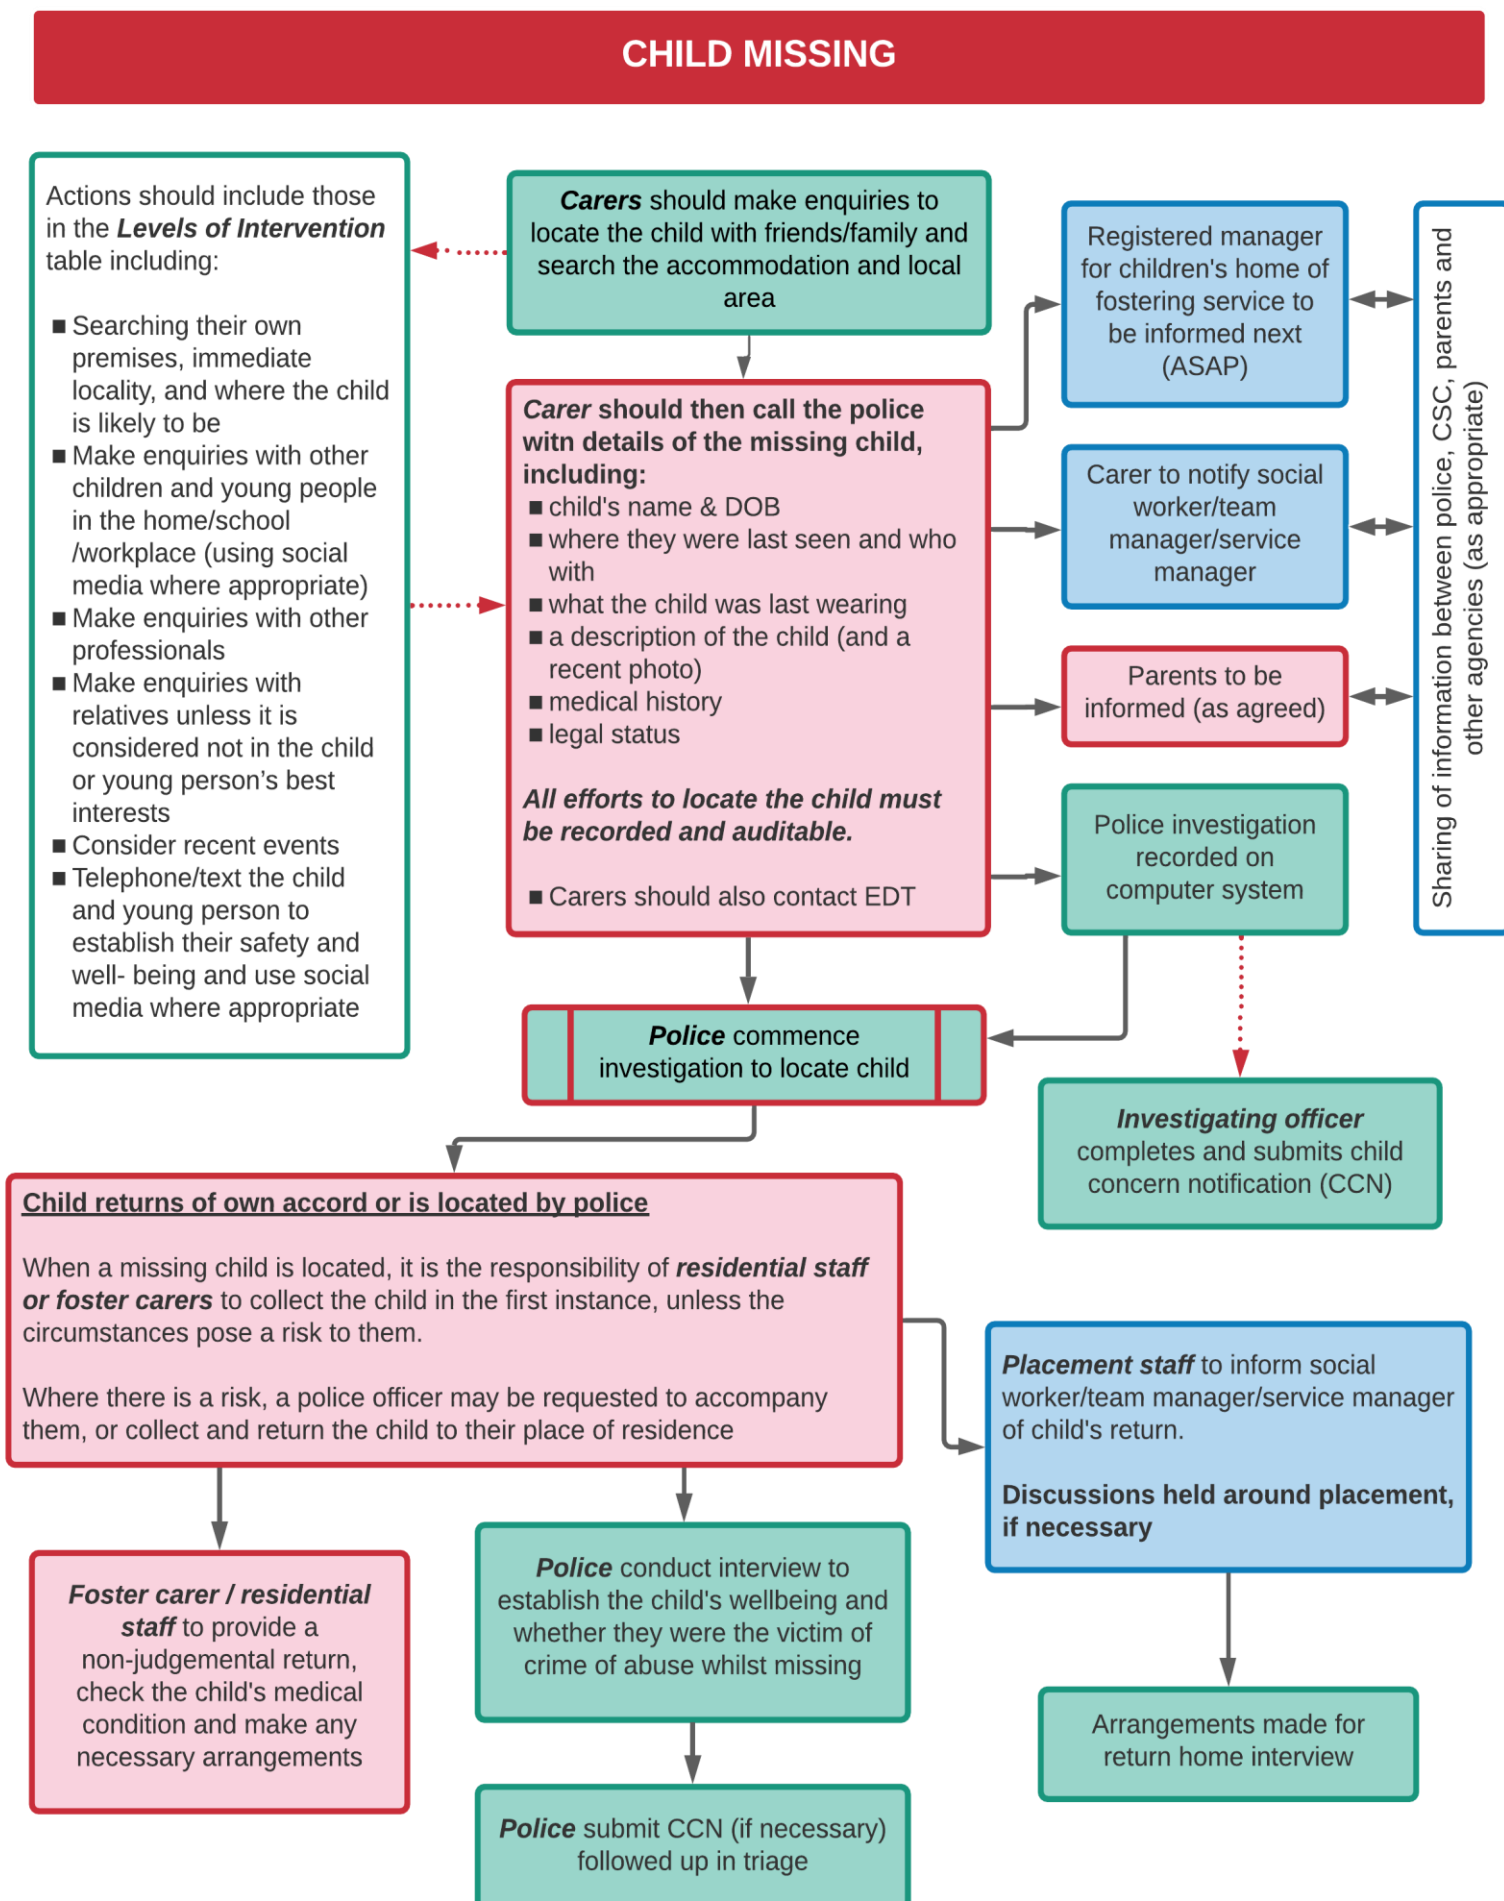 CHILD MISSING
Actions should include those
in the Levels of Intervention
table including:
■ Searching their own
premises, immediate
locality, and where the child
is likely to be
■ Make enquiries with other
children and young people
in the home/school
/workplace (using social
media where appropriate)
■ Make enquiries with other
professionals
■ Make enquiries with
relatives unless it is
considered not in the child
or young person’s best
interests
■ Consider recent events
■ Telephone/text the child
and young person to
establish their safety and
well- being and use social
media where appropriate
Carers should make enquiries to
locate the child with friends/family and
search the accommodation and local
area
Carer should then call the police
witn details of the missing child,
including:
■ child's name & DOB
■ where they were last seen and who
with
■ what the child was last wearing
■ a description of the child (and a
recent photo)
■ medical history
■ legal status
All efforts to locate the child must
be recorded and auditable.
■ Carers should also contact EDT
Registered manager
for children's home of
fostering service to
be informed next
(ASAP)
Carer to notify social
worker/team
manager/service
manager
Parents to be
informed (as agreed)
Police investigation
recorded on
computer system
Sharing of information between police, CSC, parents and
other agencies (as appropriate)
Police commence
investigation to locate child
Investigating officer
completes and submits child
concern notification (CCN)
Child returns of own accord or is located by police
When a missing child is located, it is the responsibility of residential staff
or foster carers to collect the child in the first instance, unless the
circumstances pose a risk to them.
Where there is a risk, a police officer may be requested to accompany
them, or collect and return the child to their place of residence
Placement staff to inform social
worker/team manager/service manager
of child's return.
Discussions held around placement,
if necessary
Foster carer / residential
staff to provide a
non-judgemental return,
check the child's medical
condition and make any
necessary arrangements
Police conduct interview to
establish the child's wellbeing and
whether they were the victim of
crime of abuse whilst missing
Arrangements made for
return home interview
Police submit CCN (if necessary)
followed up in triage